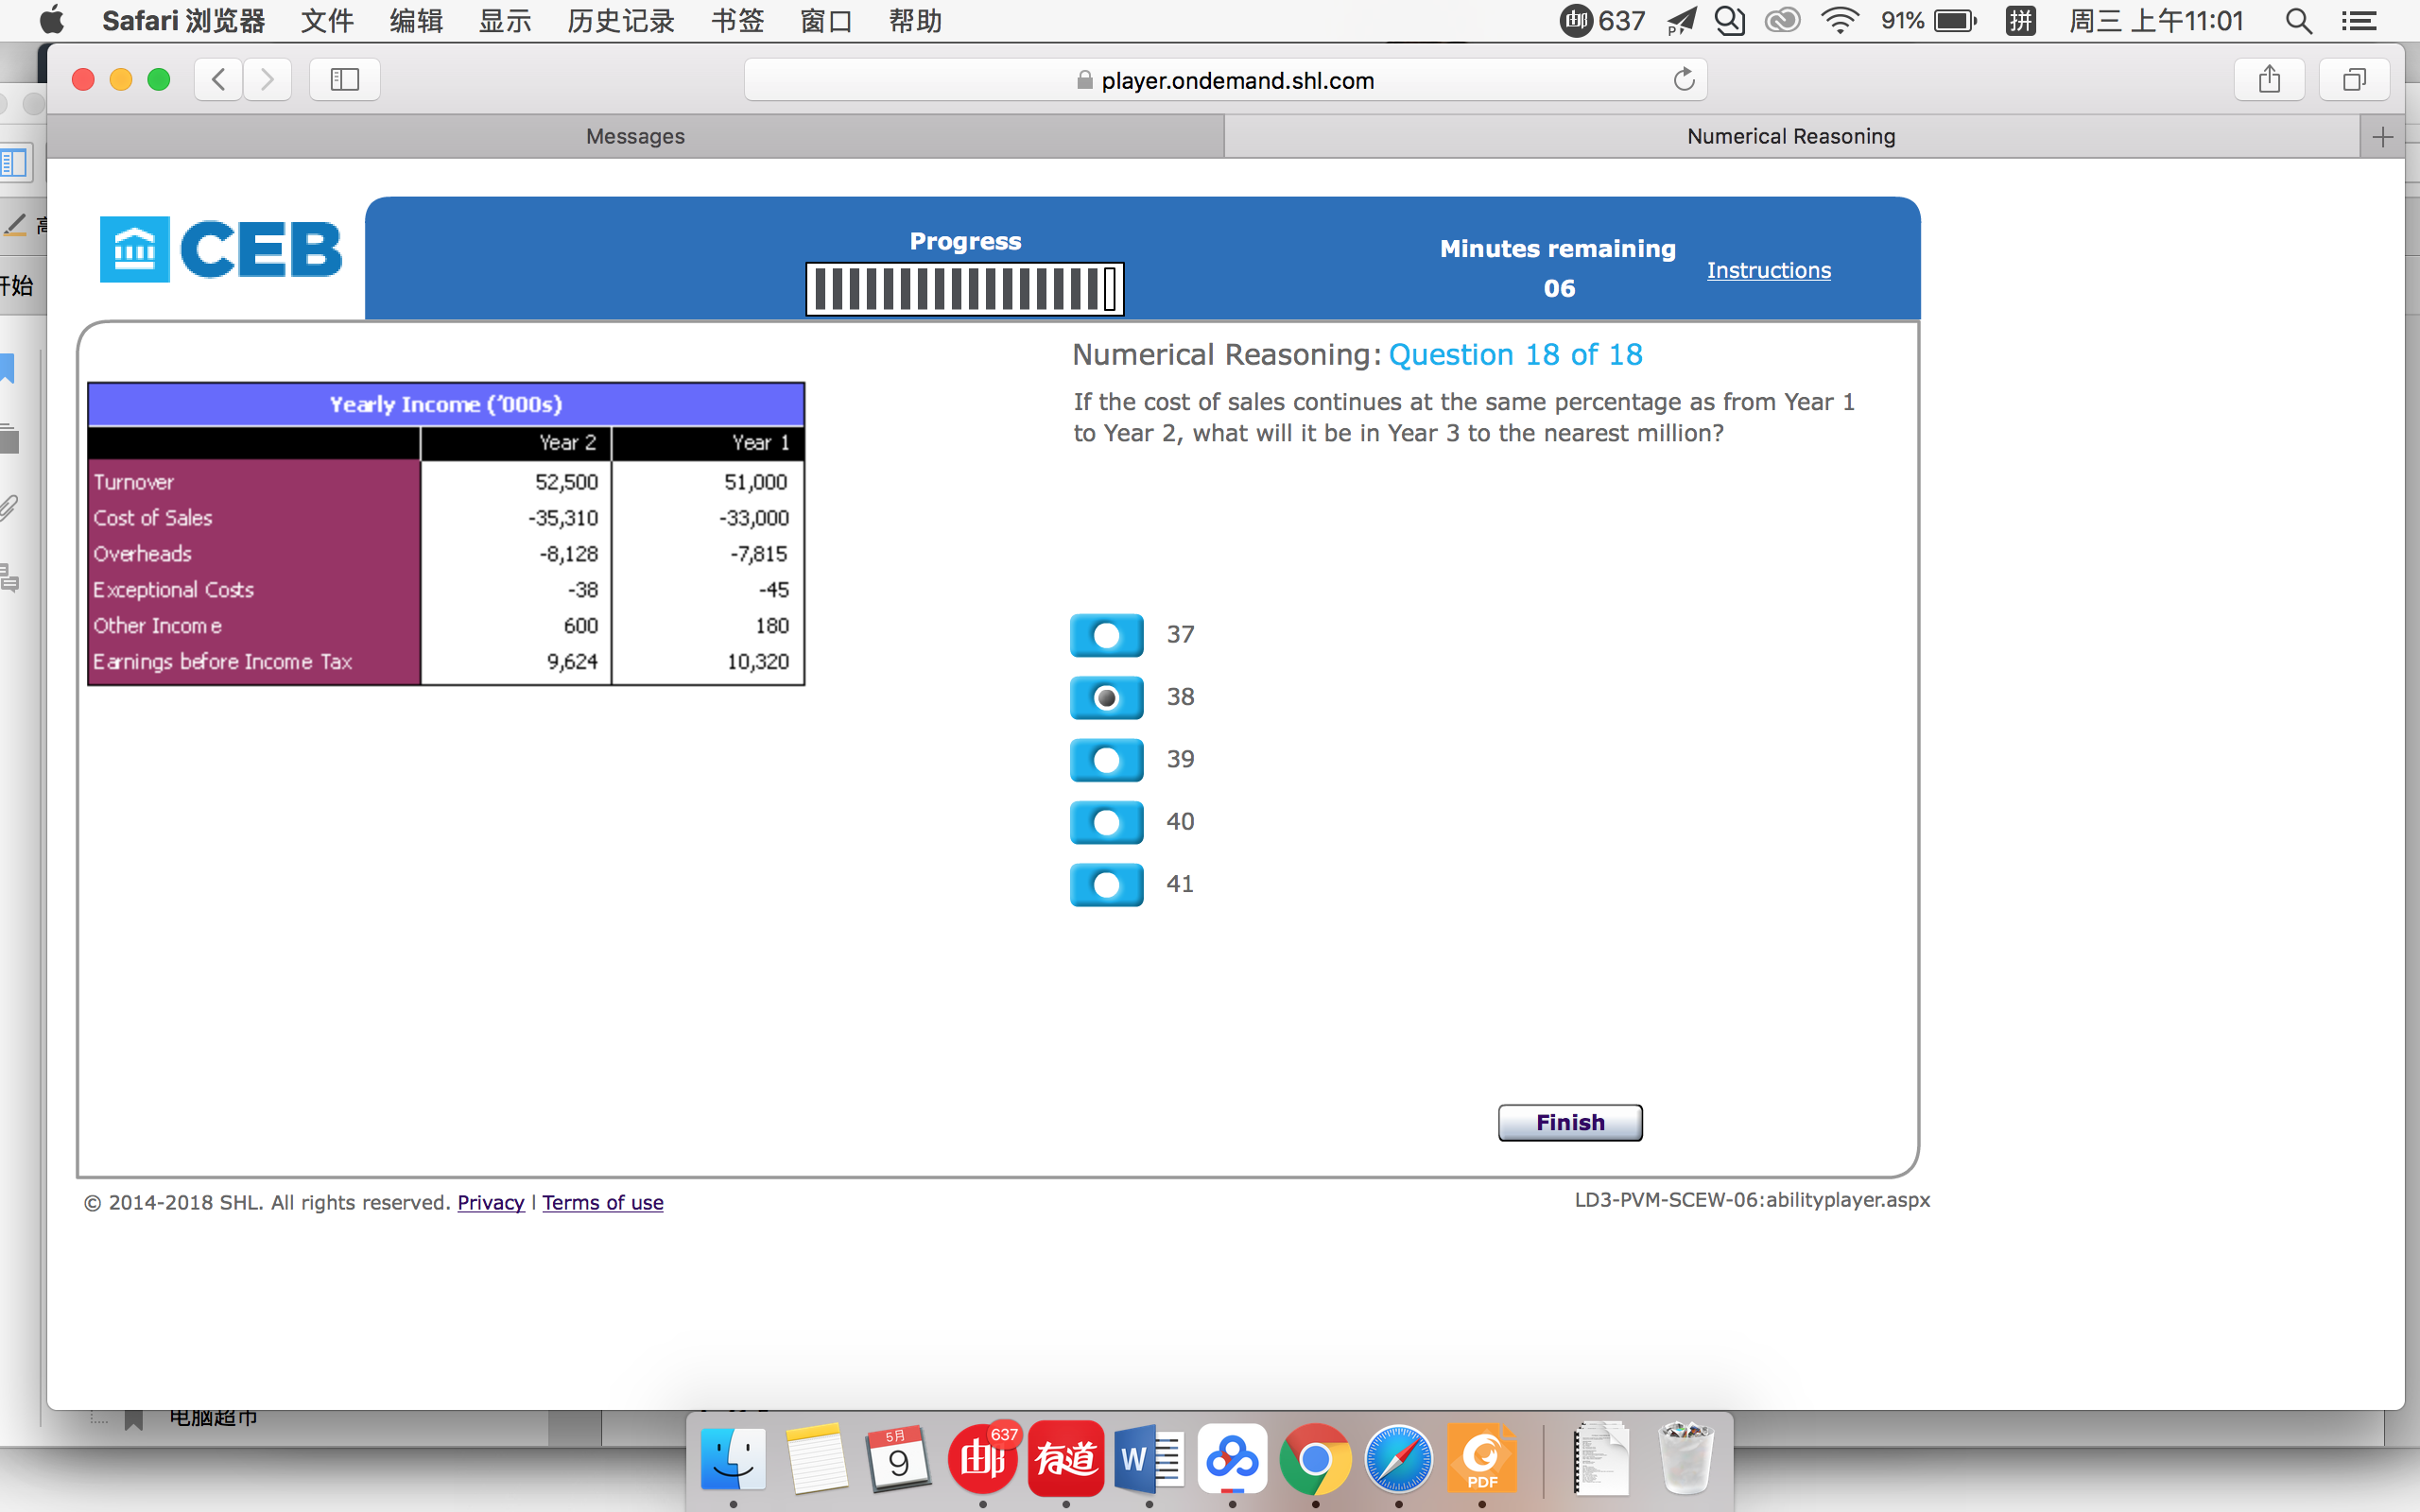 Safari 浏览器 文件 编辑 显示 历史记录 书签 窗口 帮助 邮 637 91% 拼 周三 上午11:01
player.ondemand.shl.com
Messages Numerical Reasoning
开始
CEB
Progress
Minutes remaining
06
Instructions
Yearly Income ('000s)
Year 2 Year 1
Turnover 52,500 51,000
Cost of Sales -35,310 -33,000
Overheads -8,128 -7,815
Exceptional Costs -38 -45
Other Income 600 180
Earnings before Income Tax 9,624 10,320
Numerical Reasoning: Question 18 of 18
If the cost of sales continues at the same percentage as from Year 1
to Year 2, what will it be in Year 3 to the nearest million?
37
38
39
40
41
Finish
© 2014-2018 SHL. All rights reserved. Privacy | Terms of use
LD3-PVM-SCEW-06:abilityplayer.aspx
电脑超市
5月
9
邮 637
有道
W
PDF